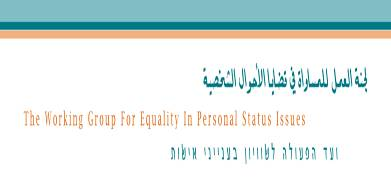 لجنة العمل للمساواة في قضايا الأحوال الشخصية
The Working Group For Equality In Personal Status Issues
ועד הפעולה לשוויון בענייני אישות